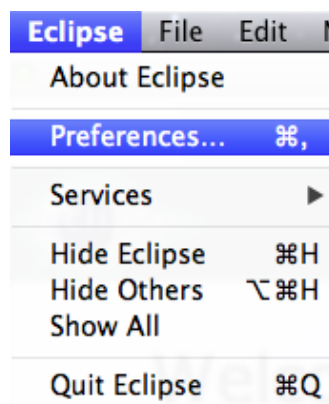 Eclipse File Edit
About Eclipse
Preferences... ⌘,
Services ▶
Hide Eclipse ⌘H
Hide Others ⌥⌘H
Show All
Quit Eclipse ⌘Q